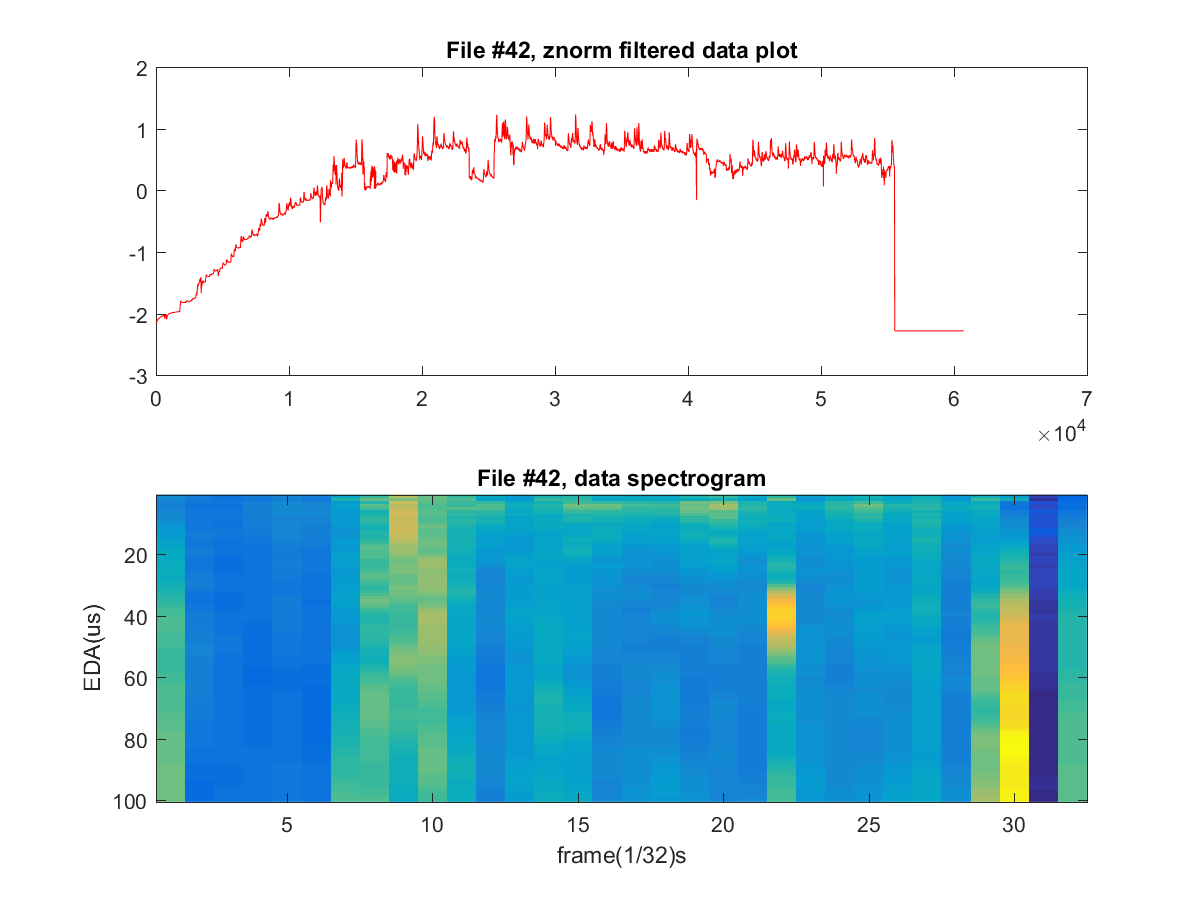 File #42, znorm filtered data plot
2
1
0
-1
-2
-3
0 1 2 3 4 5 6 7
×10^4
File #42, data spectrogram
20
40
60
80
100
EDA(us)
5 10 15 20 25 30
frame(1/32)s